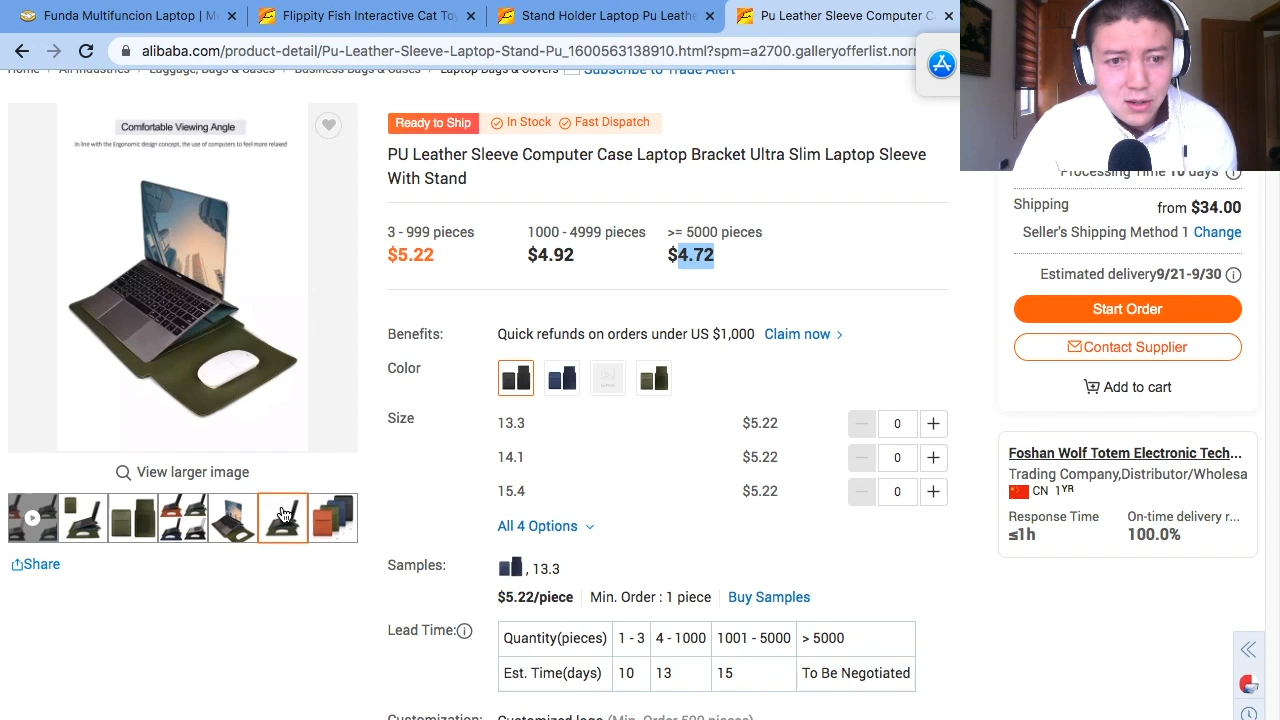 Landing Pages Fundup | Me
Flippity Fish Interactive Cat Toy
Stand Holder Laptop Pu Leathe
Pu Leather Sleeve Computer C
alibaba.com/product-detail/Pu-Leather-Sleeve-Laptop-Stand-Pu_1600563138910.html?spm=a2700.galleryofferlist.norr
Home All Industries Luggage, Bags & Cases Business Bags & Cases Laptop Bags & Covers Subscribe to Trade Alert
Comfortable Viewing Angle
In line with the Ergonomic design concept, the use of computers to feel more relaxed
View larger image
Share
Ready to Ship In Stock Fast Dispatch
PU Leather Sleeve Computer Case Laptop Bracket Ultra Slim Laptop Sleeve
With Stand
3 - 999 pieces 1000 - 4999 pieces >= 5000 pieces
$5.22 $4.92 $4.72
Benefits: Quick refunds on orders under US $1,000 Claim now >
Color
Size 13.3 $5.22 0
14.1 $5.22 0
15.4 $5.22 0
All 4 Options
Samples: , 13.3
$5.22/piece Min. Order : 1 piece Buy Samples
Lead Time: Quantity(pieces) 1 - 3 4 - 1000 1001 - 5000 > 5000
Est. Time(days) 10 13 15 To Be Negotiated
Customization: Customized logo (Min. Order 500 pieces)
Processing Time 10 days
Shipping from $34.00
Seller's Shipping Method 1 Change
Estimated delivery9/21-9/30
Start Order
Contact Supplier
Add to cart
Foshan Wolf Totem Electronic Tech...
Trading Company,Distributor/Wholesa
CN 1YR
Response Time On-time delivery r...
≤1h 100.0%